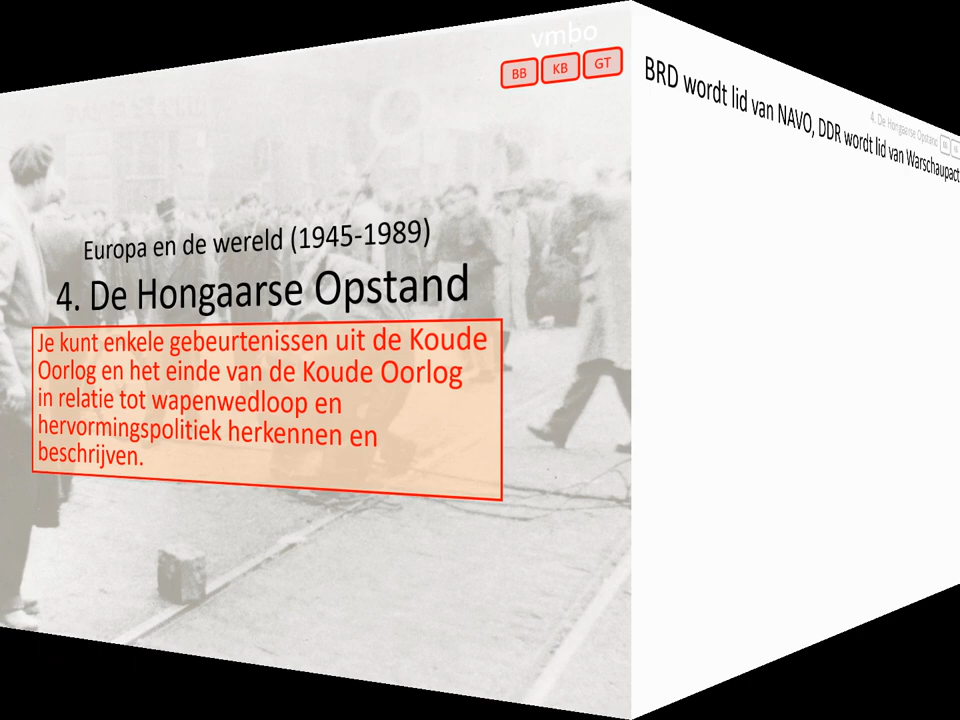 vmbo
BB KB GT
Europa en de wereld (1945-1989)
4. De Hongaarse Opstand
Je kunt enkele gebeurtenissen uit de Koude
Oorlog en het einde van de Koude Oorlog
in relatie tot wapenwedloop en
hervormingspolitiek herkennen en
beschrijven.
4. De Hongaarse Opstand
BRD wordt lid van NAVO, DDR wordt lid van Warschaupact